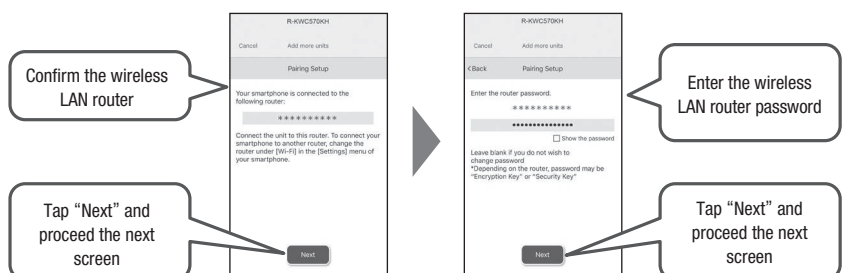 Confirm the wireless
LAN router
Tap “Next” and
proceed the next
screen
R-KWC570KH
Cancel Add more units
Pairing Setup
Your smartphone is connected to the
following router:
**********
Connect the unit to this router. To connect your
smartphone to another router, change the
router under [Wi-Fi] in the [Settings] menu of
your smartphone.
Next
R-KWC570KH
Cancel Add more units
<Back Pairing Setup
Enter the router password.
**********
•••••••••••••••
Show the password
Leave blank if you do not wish to
change password
*Depending on the router, password may be
"Encryption Key" or "Security Key"
Next
Enter the wireless
LAN router password
Tap “Next” and
proceed the next
screen